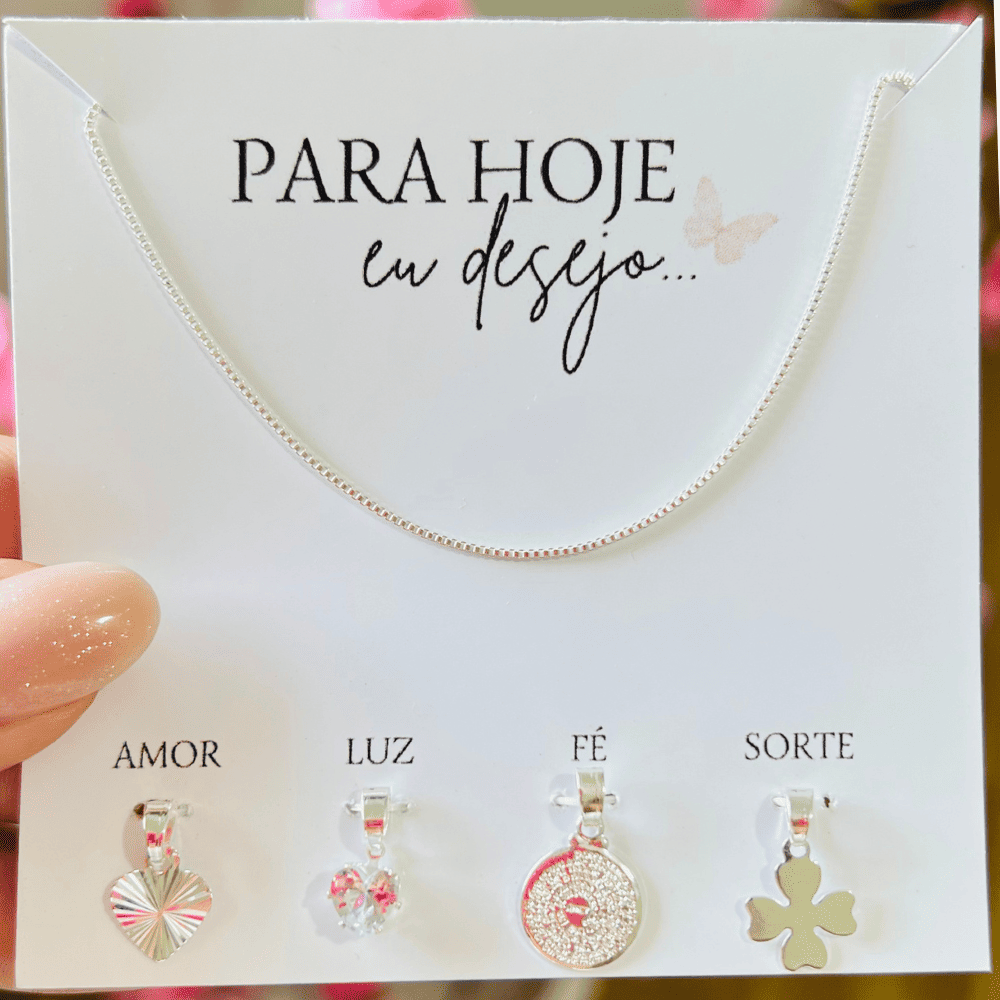 PARA HOJE
eu desejo...
AMOR LUZ FÉ SORTE